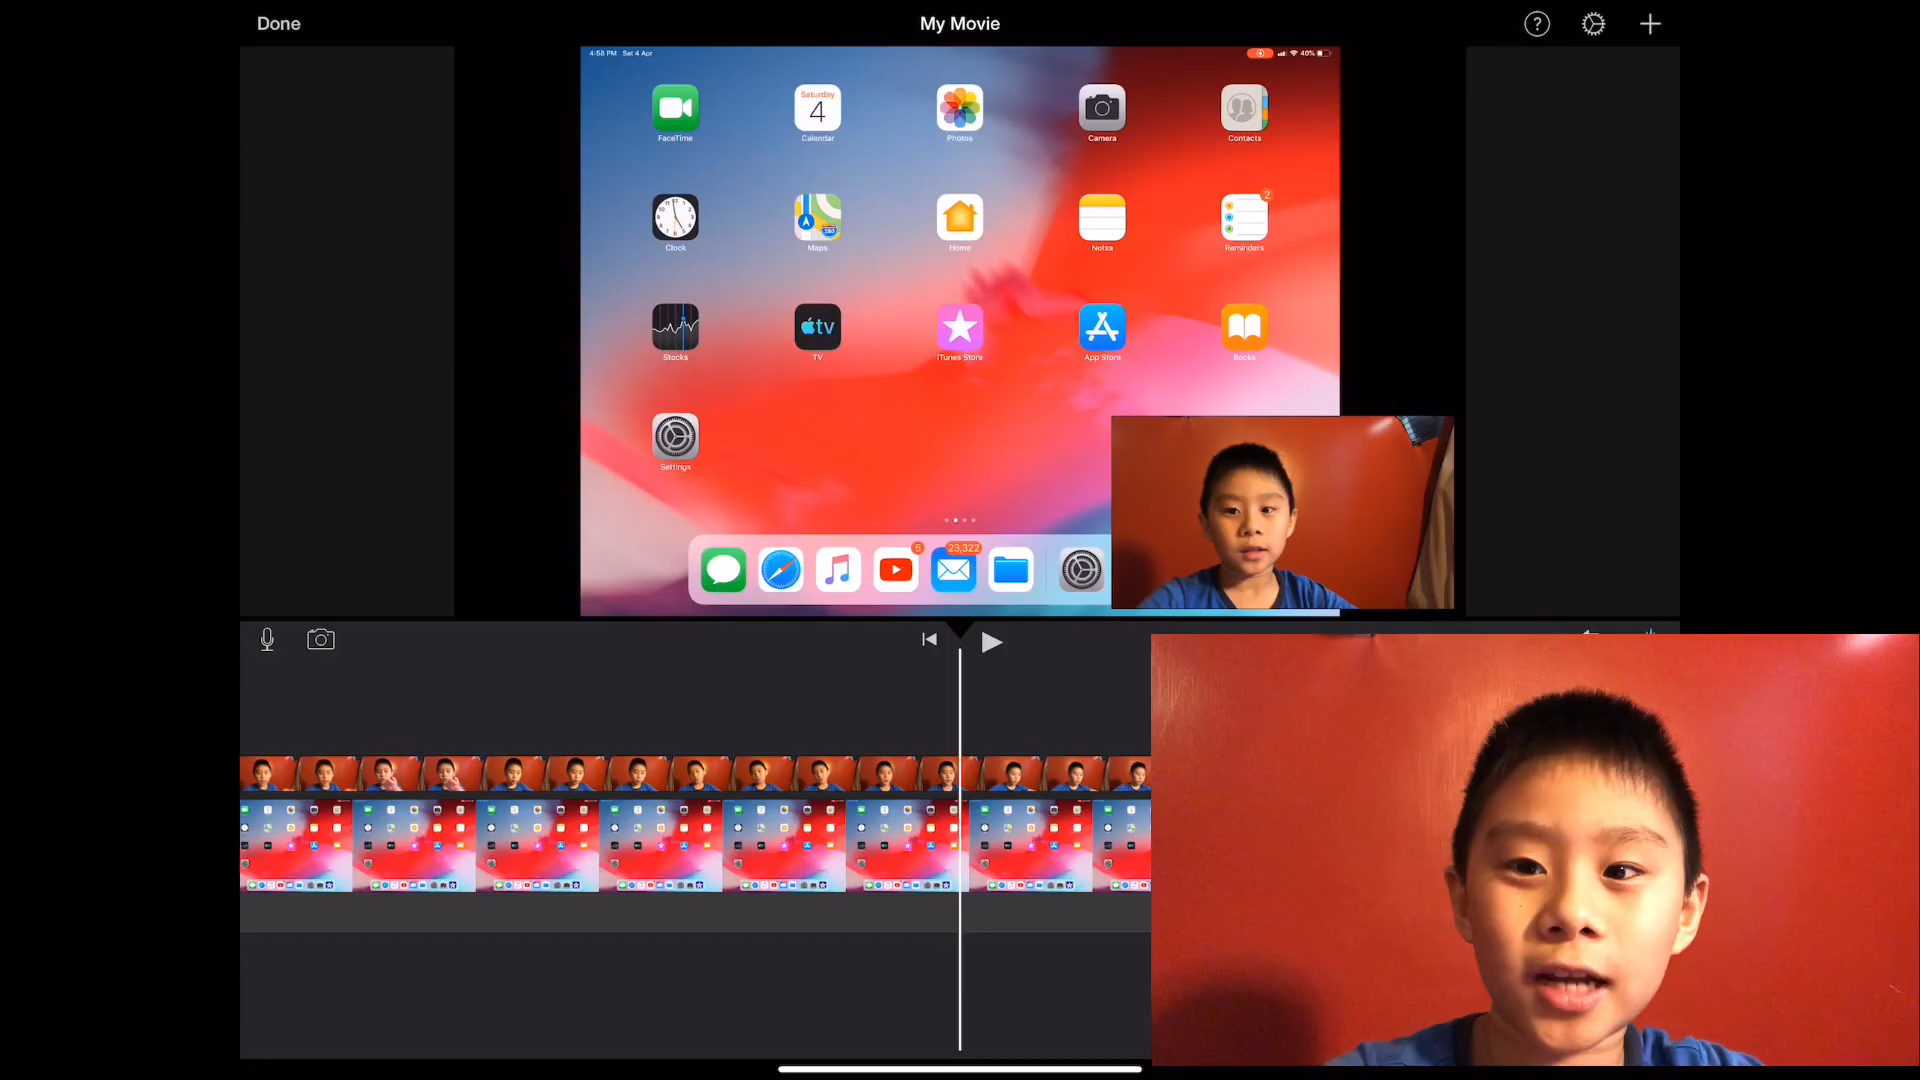 Done
My Movie
?
4:58 PM Sat 4 Apr
40%
FaceTime
Saturday
4
Calendar
Photos
Camera
Contacts
Clock
280
Maps
Home
Notes
2
Reminders
Stocks
tv
TV
iTunes Store
App Store
Books
Settings
5
23,322